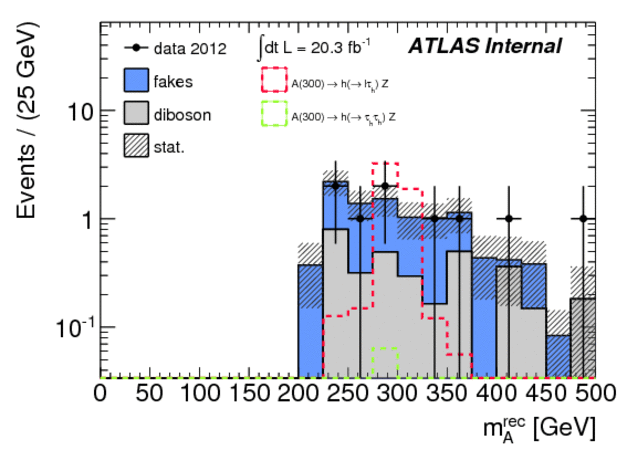 data 2012
fakes
diboson
stat.
∫dt L = 20.3 fb⁻¹
A(300) → h(→ lτₕ) Z
A(300) → h(→ τₕτₕ) Z
ATLAS Internal
Events / (25 GeV)
10
1
10⁻¹
0 50 100 150 200 250 300 350 400 450 500
m_A^rec [GeV]